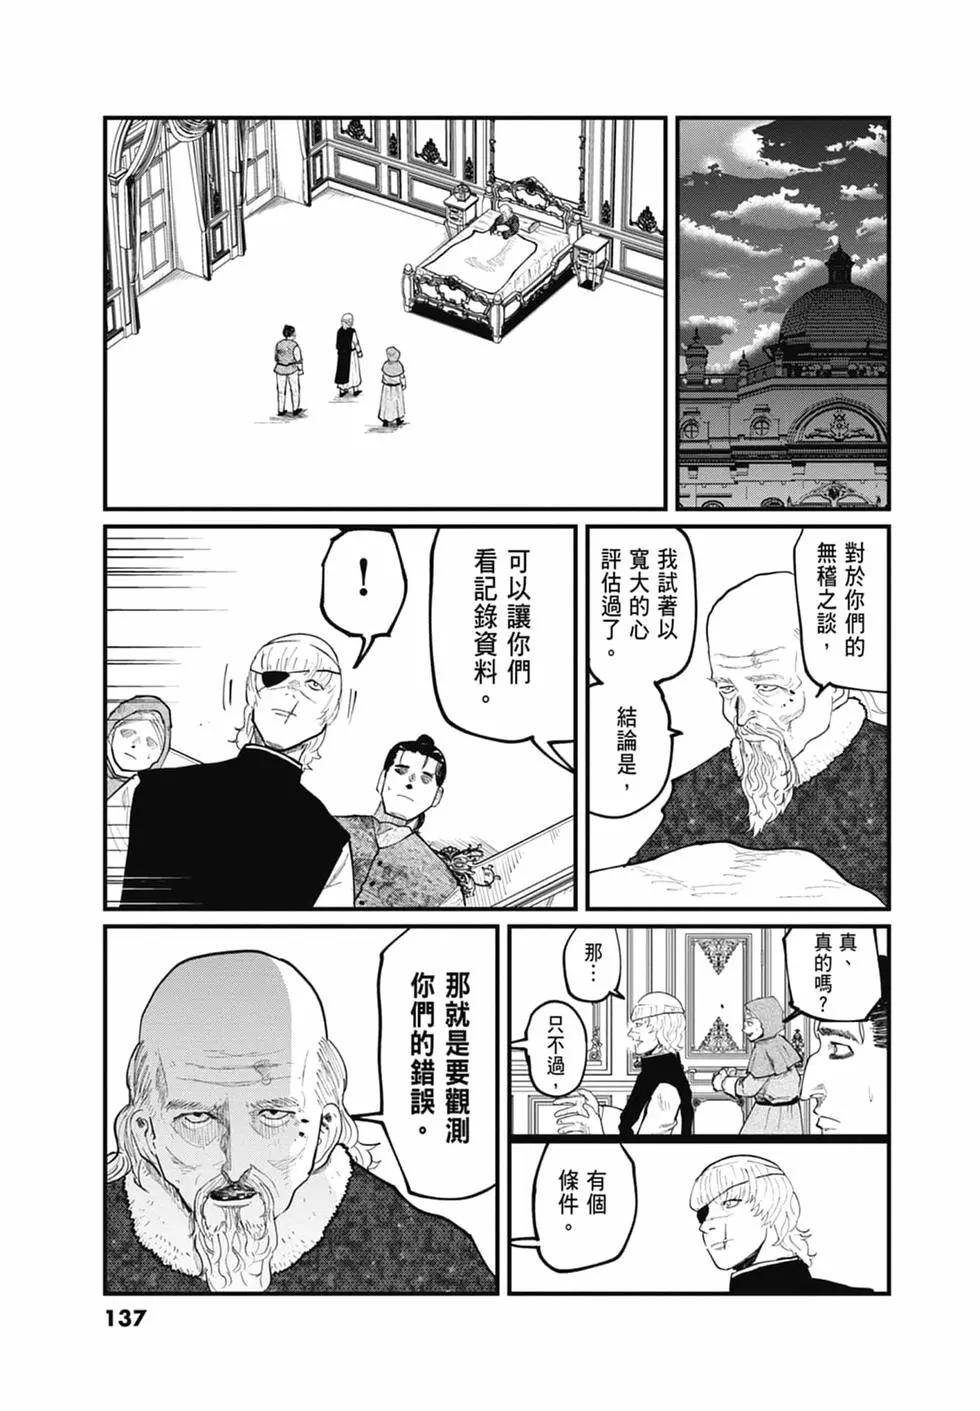 對於你們的
無稽之談，
我試著以
寬大的心
評估過了。
結論是，
可以讓你們
看記錄資料。
！
真、
真的嗎？
那…
只不過，
有個
條件。
那就是要觀測
你們的錯誤。
137